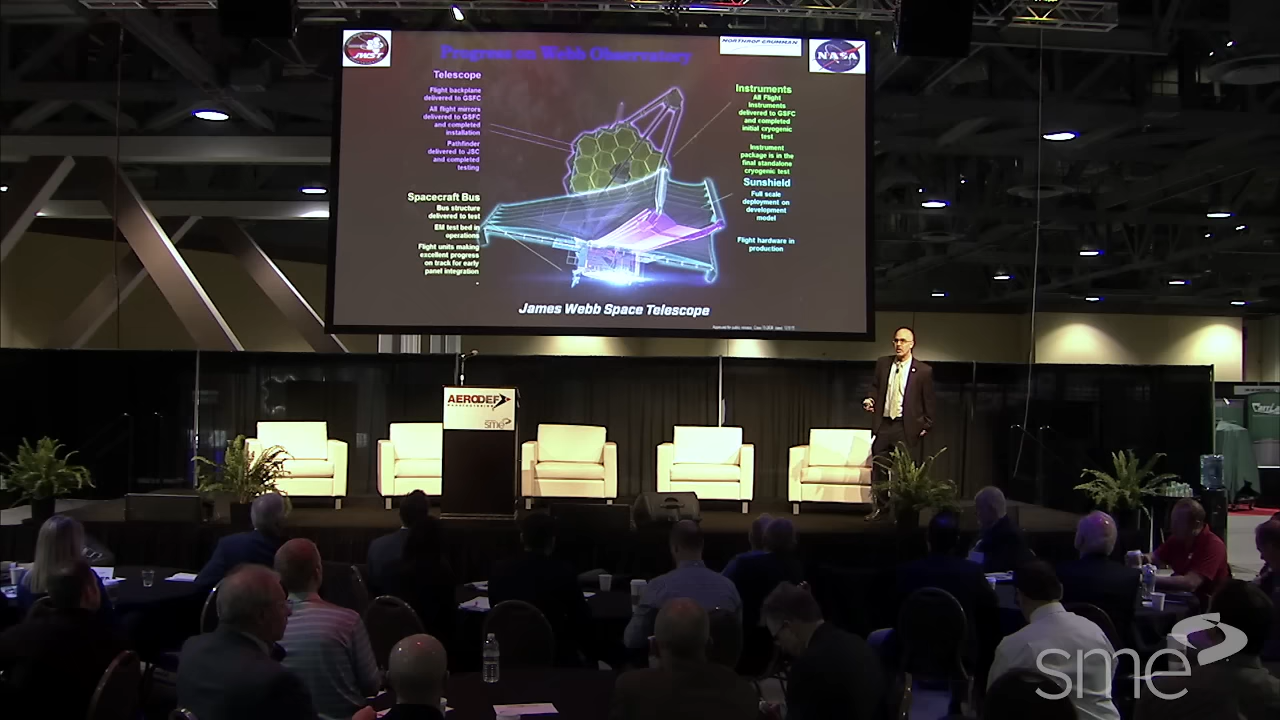 JWST
Progress on Webb Observatory
NORTHROP GRUMMAN
NASA
Telescope
Flight backplane
delivered to GSFC
All flight mirrors
delivered to GSFC
and completed
installation
Pathfinder
delivered to JSC
and completed
testing
Spacecraft Bus
Bus structure
delivered to test
EM test bed in
operations
Flight units making
excellent progress
on track for early
panel integration
Instruments
All Flight
Instruments
delivered to GSFC
and completed
initial cryogenic
test
Instrument
package is in the
final standalone
cryogenic test
Sunshield
Full scale
deployment on
development
model
Flight hardware in
production
James Webb Space Telescope
AERODEF
MANUFACTURING
sme
sme